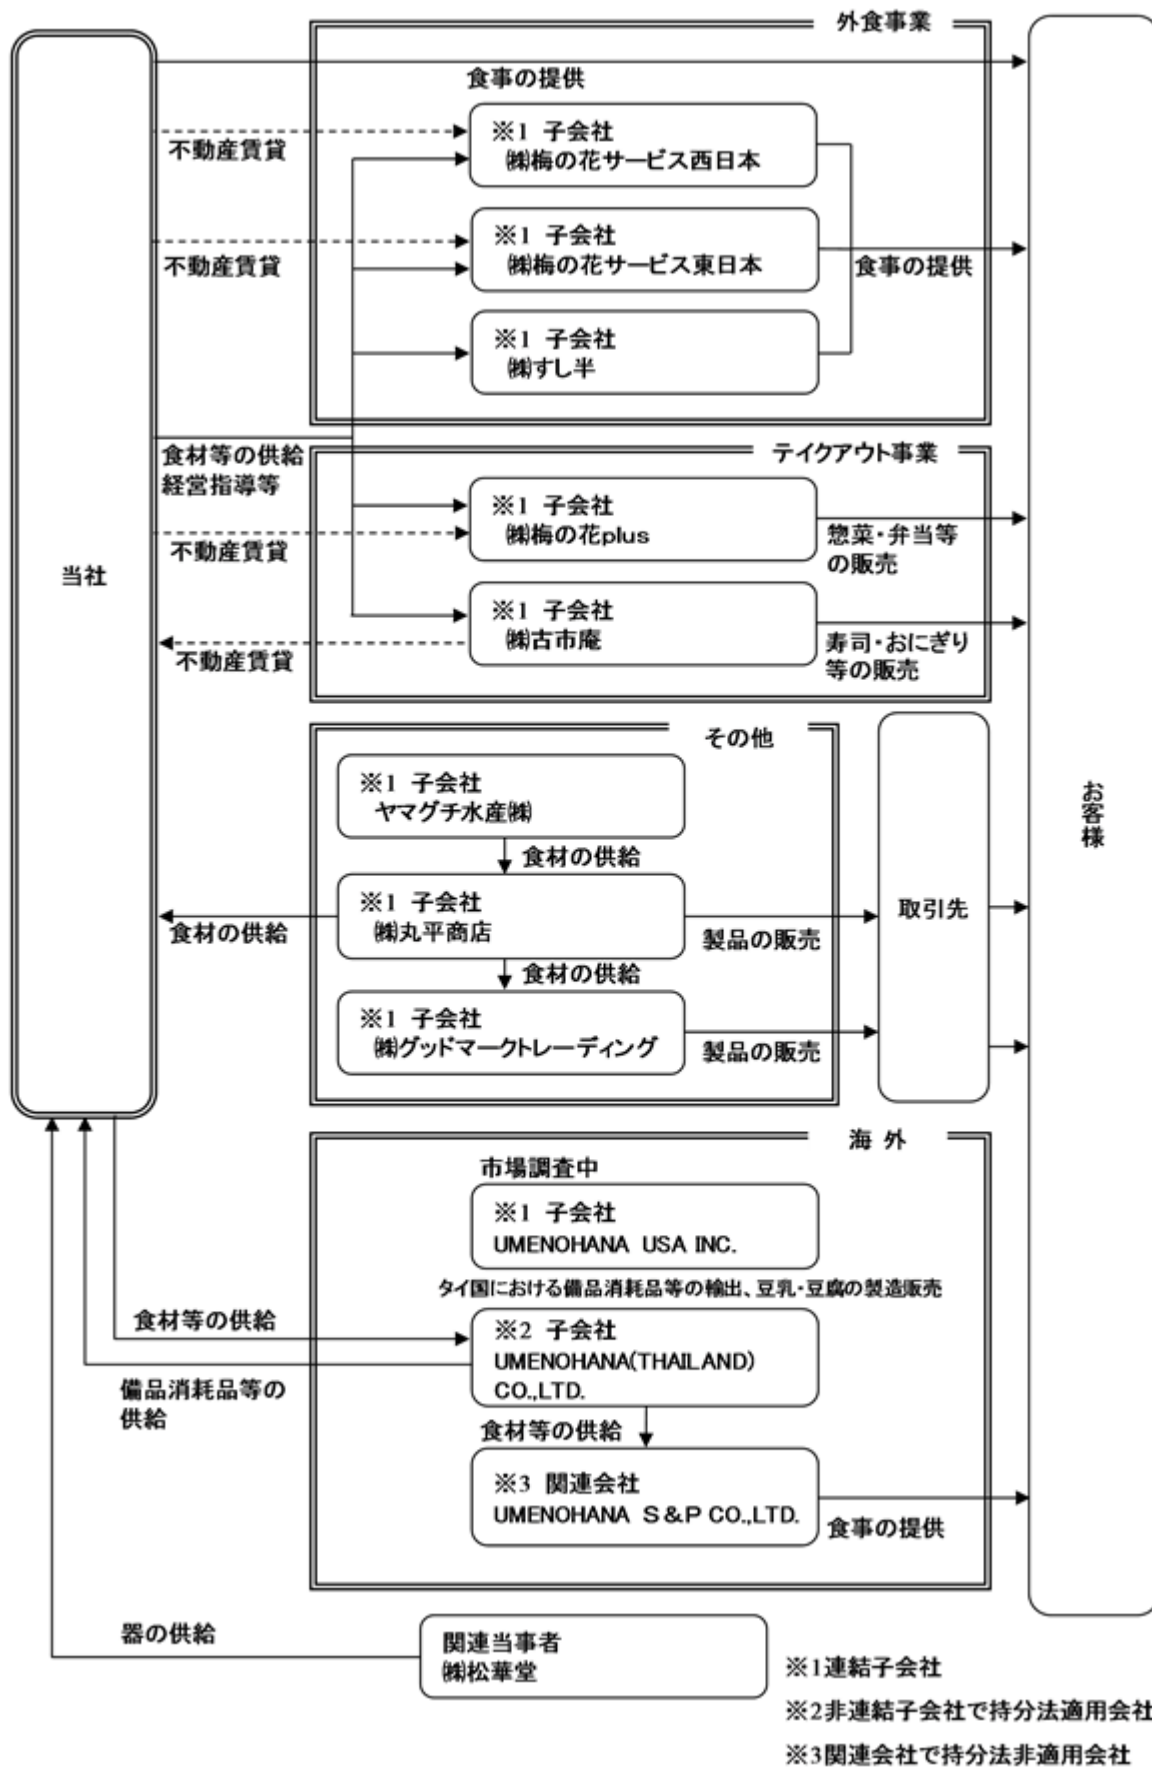 外食事業
食事の提供
※1 子会社
㈱梅の花サービス西日本
不動産賃貸
※1 子会社
㈱梅の花サービス東日本
不動産賃貸
食事の提供
※1 子会社
㈱すし半
食材等の供給
経営指導等
テイクアウト事業
※1 子会社
㈱梅の花plus
不動産賃貸
惣菜・弁当等
の販売
当社
※1 子会社
㈱古市庵
不動産賃貸
寿司・おにぎり
等の販売
その他
※1 子会社
ヤマグチ水産㈱
お客様
食材の供給
※1 子会社
㈱丸平商店
取引先
食材の供給
製品の販売
食材の供給
※1 子会社
㈱グッドマークトレーディング
製品の販売
海 外
市場調査中
※1 子会社
UMENOHANA USA INC.
タイ国における備品消耗品等の輸出、豆乳・豆腐の製造販売
食材等の供給
※2 子会社
UMENOHANA(THAILAND)
CO.,LTD.
備品消耗品等の
供給
食材等の供給
※3 関連会社
UMENOHANA S&P CO.,LTD.
食事の提供
器の供給
関連当事者
㈱松華堂
※1連結子会社
※2非連結子会社で持分法適用会社
※3関連会社で持分法非適用会社